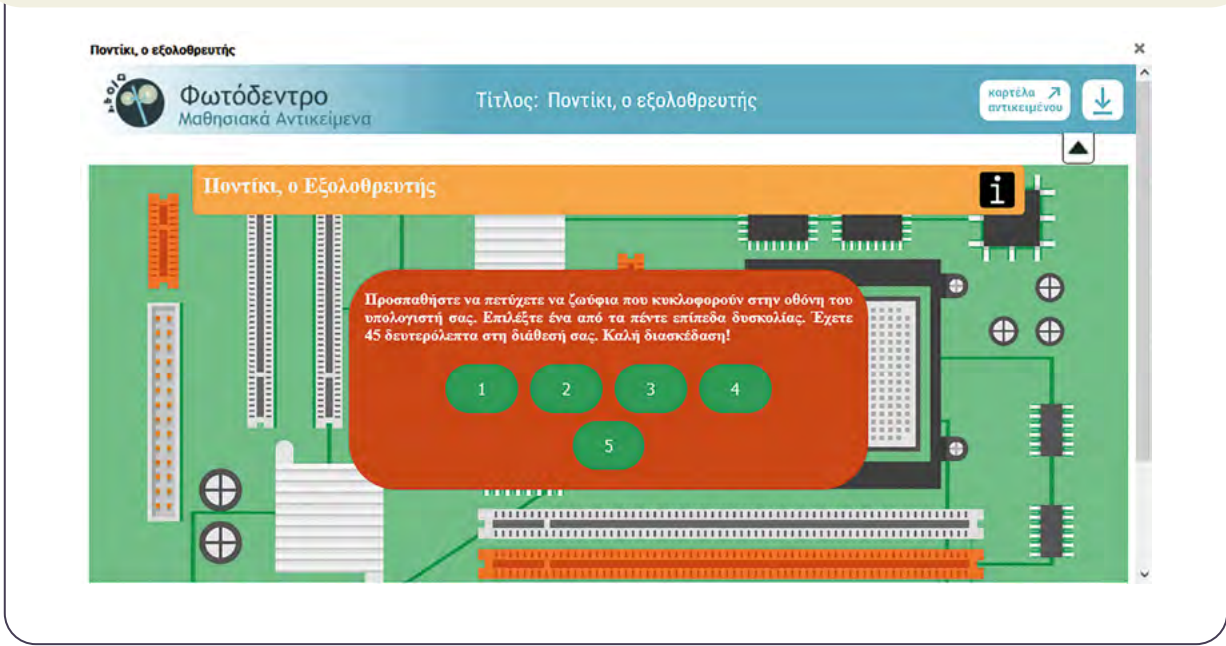 Ποντίκι, ο εξολοθρευτής
Φωτόδεντρο
Μαθησιακά Αντικείμενα
Τίτλος: Ποντίκι, ο εξολοθρευτής
καρτέλα
αντικειμένου
Ποντίκι, ο Εξολοθρευτής
i
Προσπαθήστε να πετύχετε να ζωύφια που κυκλοφορούν στην οθόνη του
υπολογιστή σας. Επιλέξτε ένα από τα πέντε επίπεδα δυσκολίας. Έχετε
45 δευτερόλεπτα στη διάθεσή σας. Καλή διασκέδαση!
1 2 3 4
5